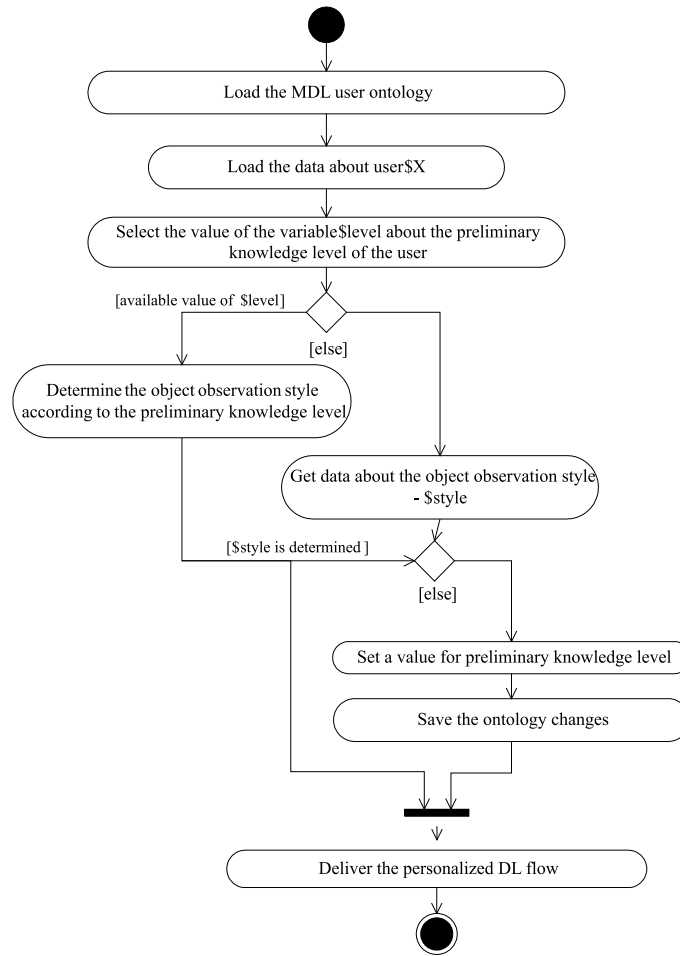 Load the MDL user ontology
Load the data about user$X
Select the value of the variable$level about the preliminary
knowledge level of the user
[available value of $level]
[else]
Determine the object observation style
according to the preliminary knowledge level
Get data about the object observation style
- $style
[$style is determined]
[else]
Set a value for preliminary knowledge level
Save the ontology changes
Deliver the personalized DL flow